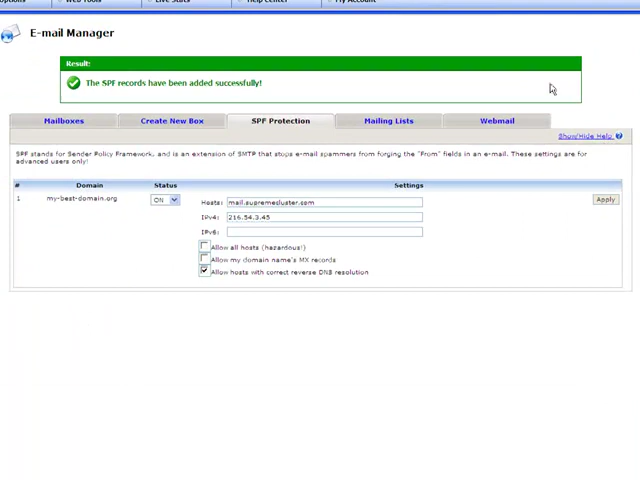 Options Web Tools Live Stats Help Center My Account
E-mail Manager
Result:
The SPF records have been added successfully!
Mailboxes Create New Box SPF Protection Mailing Lists Webmail
Show/Hide Help
SPF stands for Sender Policy Framework, and is an extension of SMTP that stops e-mail spammers from forging the "From" fields in an e-mail. These settings are for
advanced users only!
# Domain Status Settings
1 my-best-domain.org ON Hosts: mail.supremecluster.com Apply
IPv4: 216.54.3.45
IPv6:
Allow all hosts (hazardous!)
Allow my domain name's MX records
Allow hosts with correct reverse DNS resolution